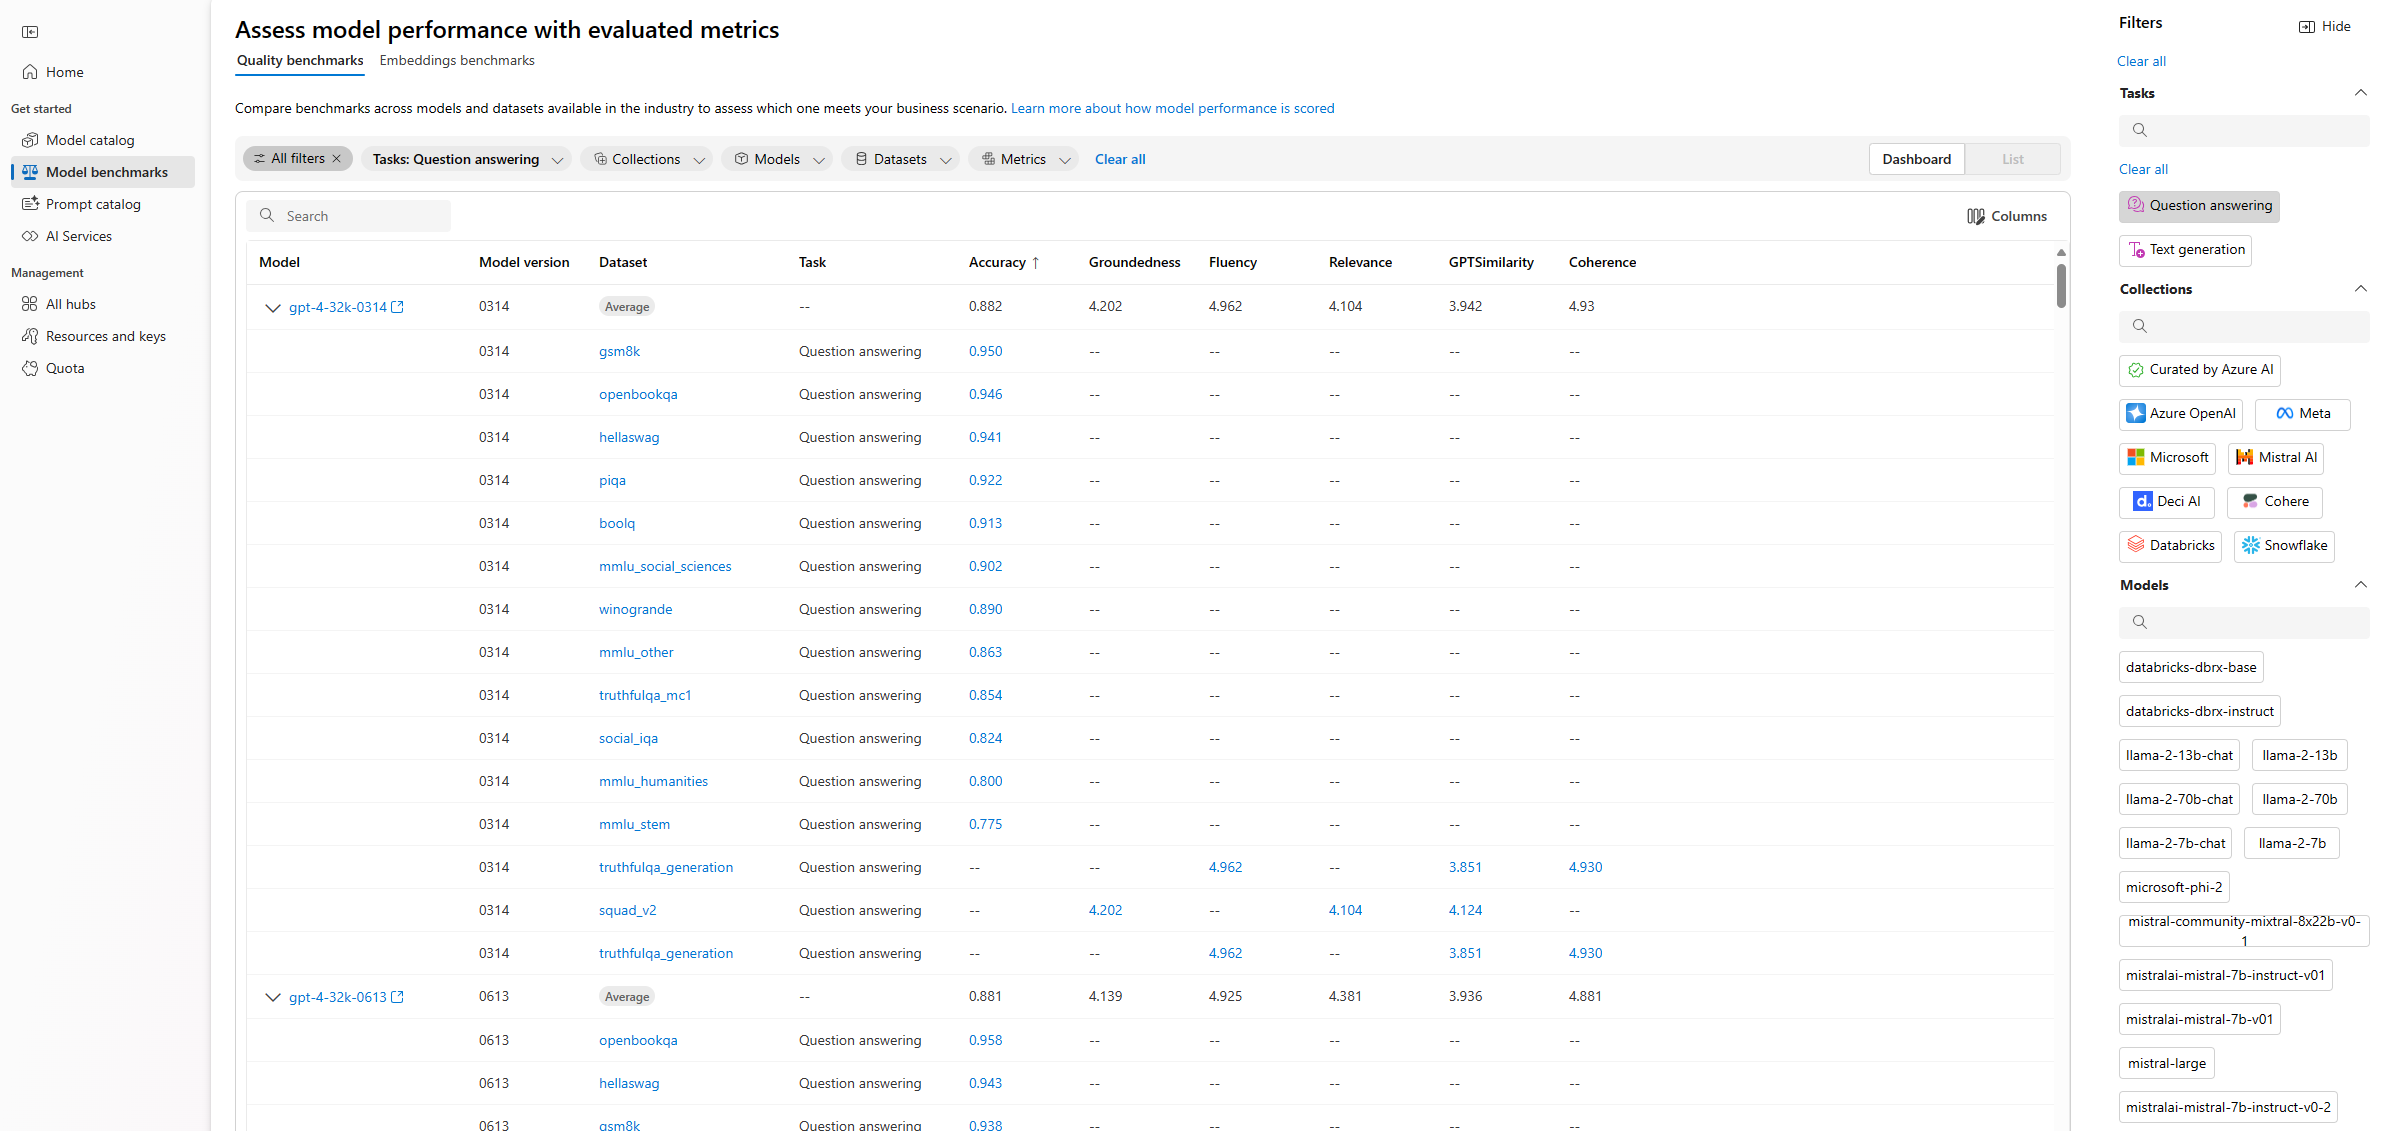 Home
Get started
Model catalog
Model benchmarks
Prompt catalog
AI Services
Management
All hubs
Resources and keys
Quota
Assess model performance with evaluated metrics
Quality benchmarks Embeddings benchmarks
Compare benchmarks across models and datasets available in the industry to assess which one meets your business scenario. Learn more about how model performance is scored
All filters Tasks: Question answering Collections Models Datasets Metrics Clear all Dashboard List
Search Columns
Model Model version Dataset Task Accuracy ↑ Groundedness Fluency Relevance GPTSimilarity Coherence
gpt-4-32k-0314 0314 Average -- 0.882 4.202 4.962 4.104 3.942 4.93
0314 gsm8k Question answering 0.950 -- -- -- -- --
0314 openbookqa Question answering 0.946 -- -- -- -- --
0314 hellaswag Question answering 0.941 -- -- -- -- --
0314 piqa Question answering 0.922 -- -- -- -- --
0314 boolq Question answering 0.913 -- -- -- -- --
0314 mmlu_social_sciences Question answering 0.902 -- -- -- -- --
0314 winogrande Question answering 0.890 -- -- -- -- --
0314 mmlu_other Question answering 0.863 -- -- -- -- --
0314 truthfulqa_mc1 Question answering 0.854 -- -- -- -- --
0314 social_iqa Question answering 0.824 -- -- -- -- --
0314 mmlu_humanities Question answering 0.800 -- -- -- -- --
0314 mmlu_stem Question answering 0.775 -- -- -- -- --
0314 truthfulqa_generation Question answering -- -- 4.962 -- 3.851 4.930
0314 squad_v2 Question answering -- 4.202 -- 4.104 4.124 --
0314 truthfulqa_generation Question answering -- -- 4.962 -- 3.851 4.930
gpt-4-32k-0613 0613 Average -- 0.881 4.139 4.925 4.381 3.936 4.881
0613 openbookqa Question answering 0.958 -- -- -- -- --
0613 hellaswag Question answering 0.943 -- -- -- -- --
0613 gsm8k Question answering 0.938 -- -- -- -- --
Filters Hide
Clear all
Tasks
Clear all
Question answering
Text generation
Collections
Curated by Azure AI
Azure OpenAI Meta
Microsoft Mistral AI
d. Deci AI Cohere
Databricks Snowflake
Models
databricks-dbrx-base
databricks-dbrx-instruct
llama-2-13b-chat llama-2-13b
llama-2-70b-chat llama-2-70b
llama-2-7b-chat llama-2-7b
microsoft-phi-2
mistral-community-mixtral-8x22b-v0-
1
mistralai-mistral-7b-instruct-v01
mistralai-mistral-7b-v01
mistral-large
mistralai-mistral-7b-instruct-v0-2